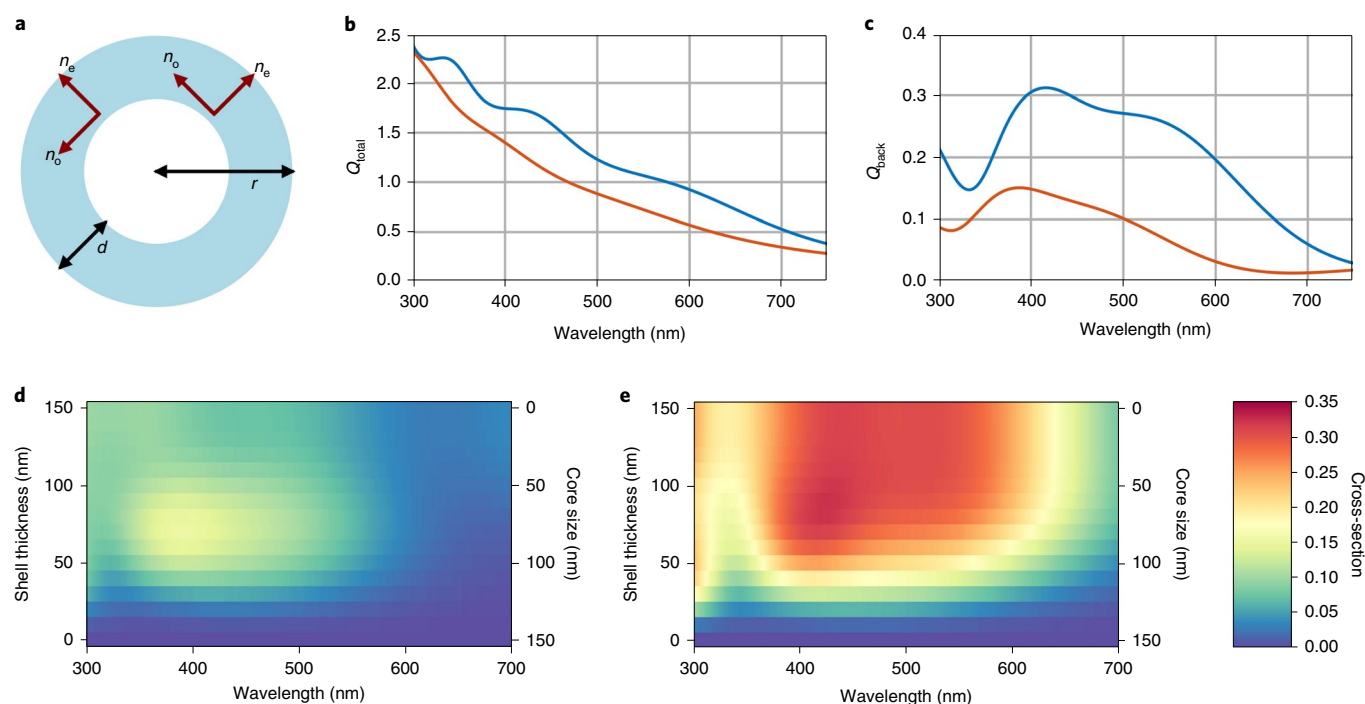 a
n_e
n_o
n_o
n_e
r
d
b
2.5
2.0
1.5
1.0
0.5
0.0
Q_total
300 400 500 600 700
Wavelength (nm)
c
0.4
0.3
0.2
0.1
0.0
Q_back
300 400 500 600 700
Wavelength (nm)
d
150
100
50
0
Shell thickness (nm)
0
50
100
150
Core size (nm)
300 400 500 600 700
Wavelength (nm)
e
150
100
50
0
Shell thickness (nm)
0
50
100
150
Core size (nm)
300 400 500 600 700
Wavelength (nm)
0.35
0.30
0.25
0.20
0.15
0.10
0.05
0.00
Cross-section